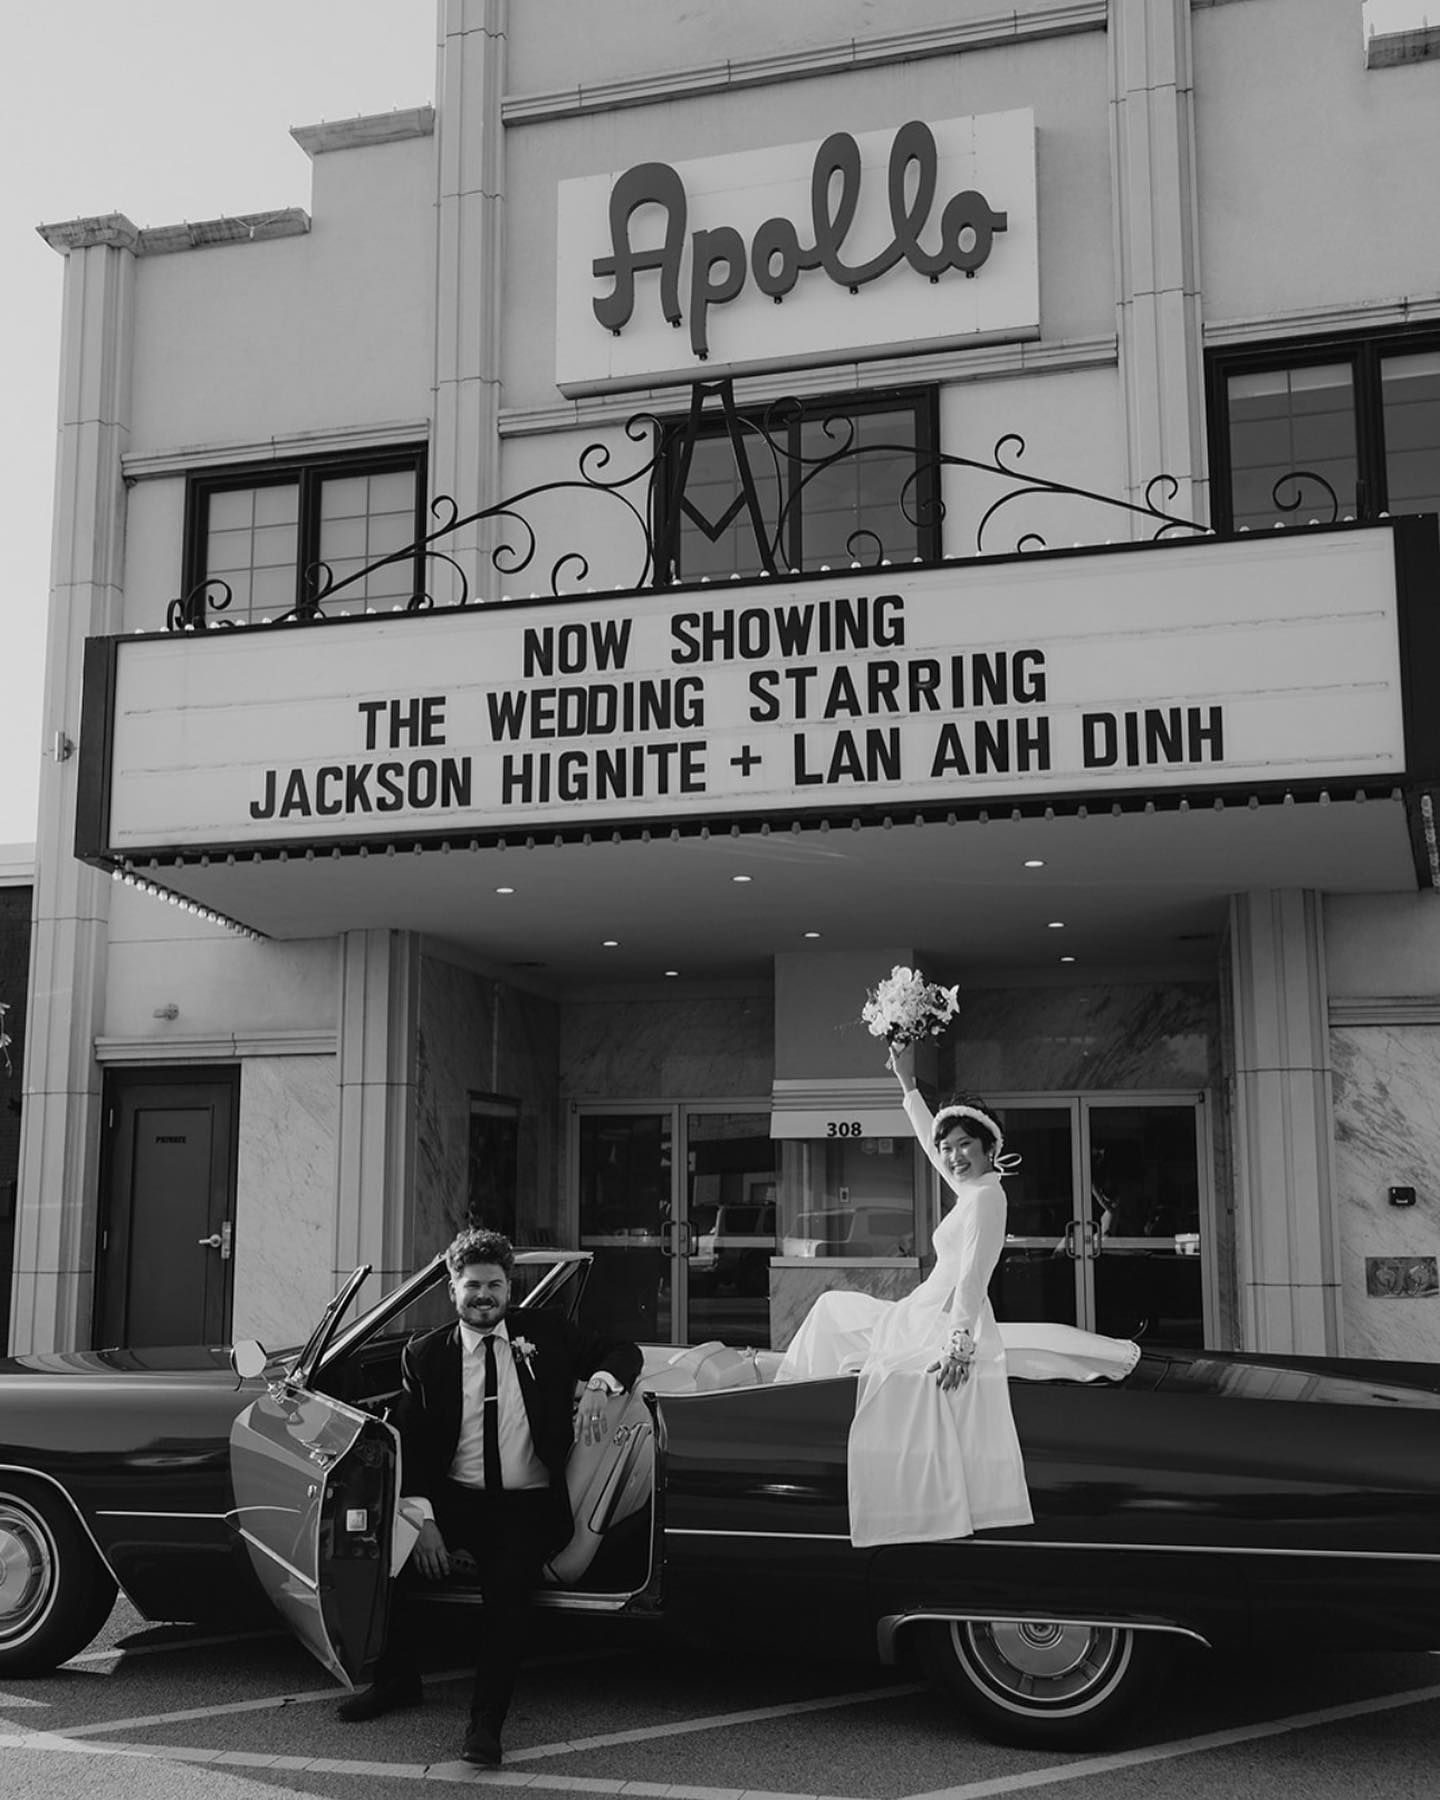 Apollo
NOW SHOWING
THE WEDDING STARRING
JACKSON HIGNITE + LAN ANH DINH
308
PRIVATE